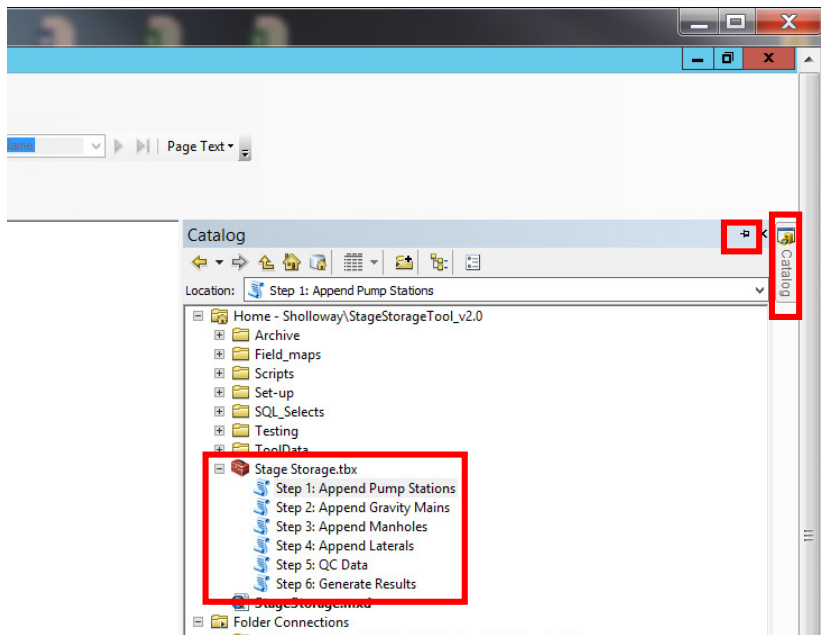 Name
Page Text
Catalog
Catalog
Location: Step 1: Append Pump Stations
Home - Sholloway\StageStorageTool_v2.0
Archive
Field_maps
Scripts
Set-up
SQL_Selects
Testing
ToolData
Stage Storage.tbx
Step 1: Append Pump Stations
Step 2: Append Gravity Mains
Step 3: Append Manholes
Step 4: Append Laterals
Step 5: QC Data
Step 6: Generate Results
StageStorage.mxd
Folder Connections